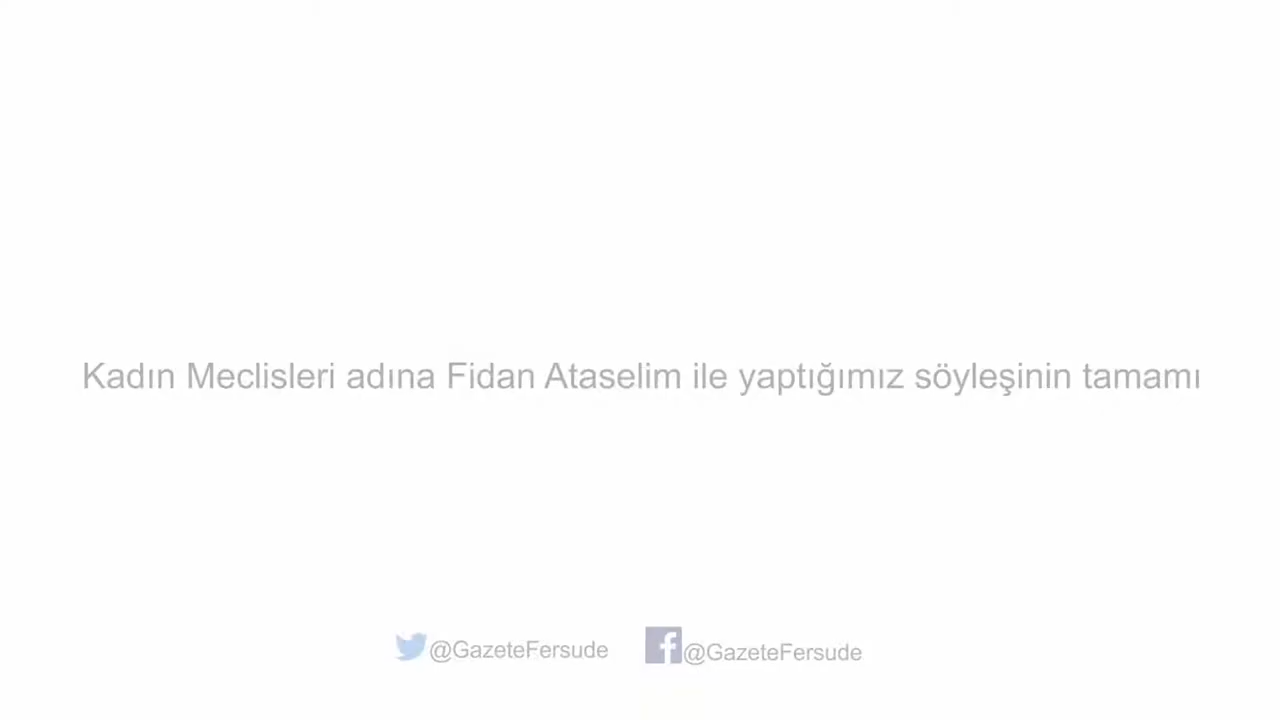 Kadın Meclisleri adına Fidan Ataselim ile yaptığımız söyleşinin tamamı
@GazeteFersude @GazeteFersude